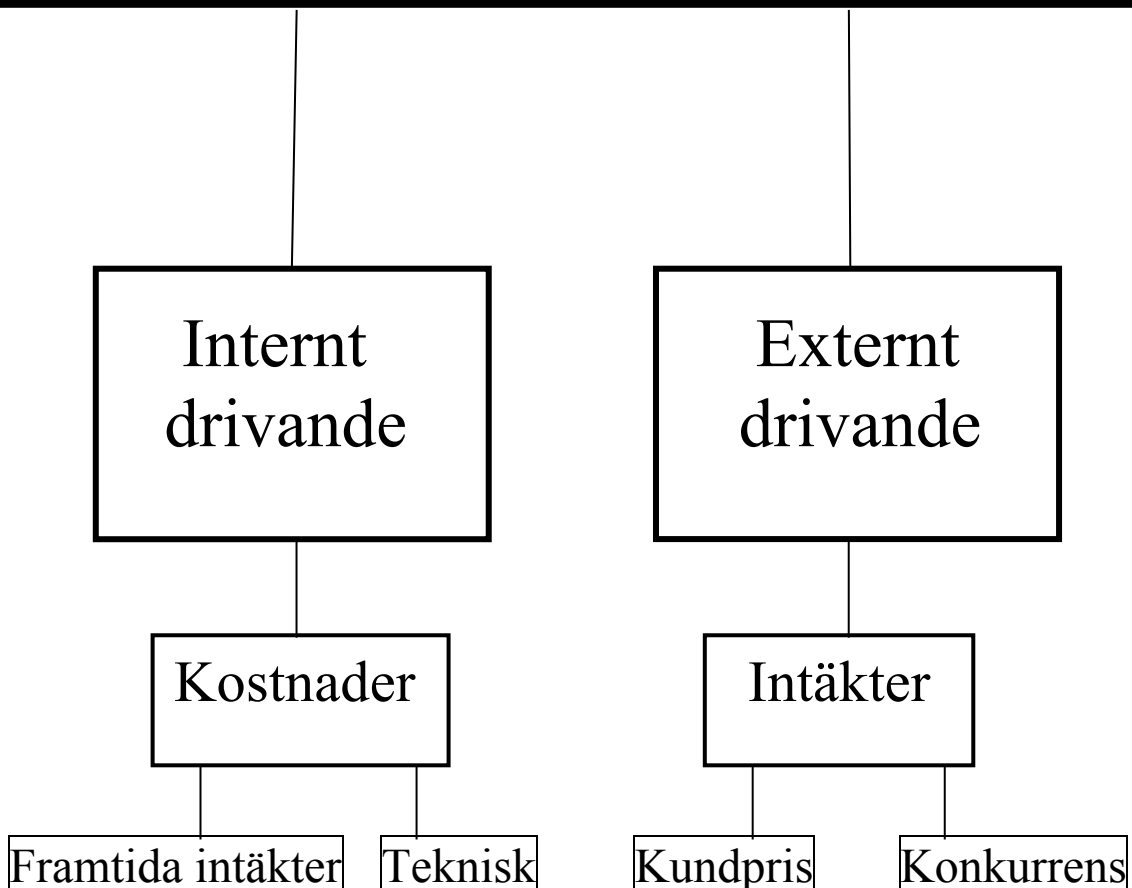 Internt
drivande
Externt
drivande
Kostnader
Intäkter
Framtida intäkter
Teknisk
Kundpris
Konkurrens